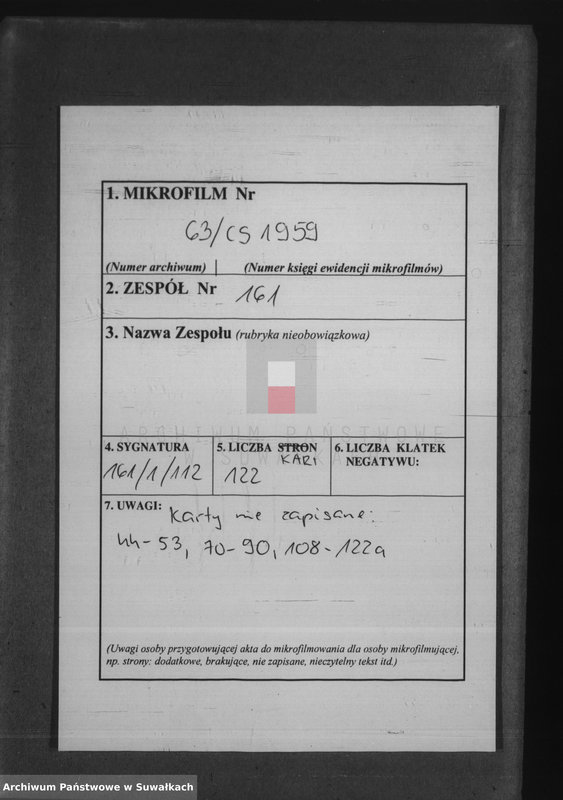 1. MIKROFILM Nr
63/CS 1959
(Numer archiwum) | (Numer księgi ewidencji mikrofilmów)
2. ZESPÓŁ Nr 161
3. Nazwa Zespołu (rubryka nieobowiązkowa)
ARCHIWUM PAŃSTWOWE
W SUWAŁKACH
4. SYGNATURA
161/1/112
5. LICZBA STRON
KART
122
6. LICZBA KLATEK
NEGATYWU:
7. UWAGI: Karty nie zapisane:
44-53, 70-90, 108-122a
(Uwagi osoby przygotowującej akta do mikrofilmowania dla osoby mikrofilmującej,
np. strony: dodatkowe, brakujące, nie zapisane, nieczytelny tekst itd.)
Archiwum Państwowe w Suwałkach